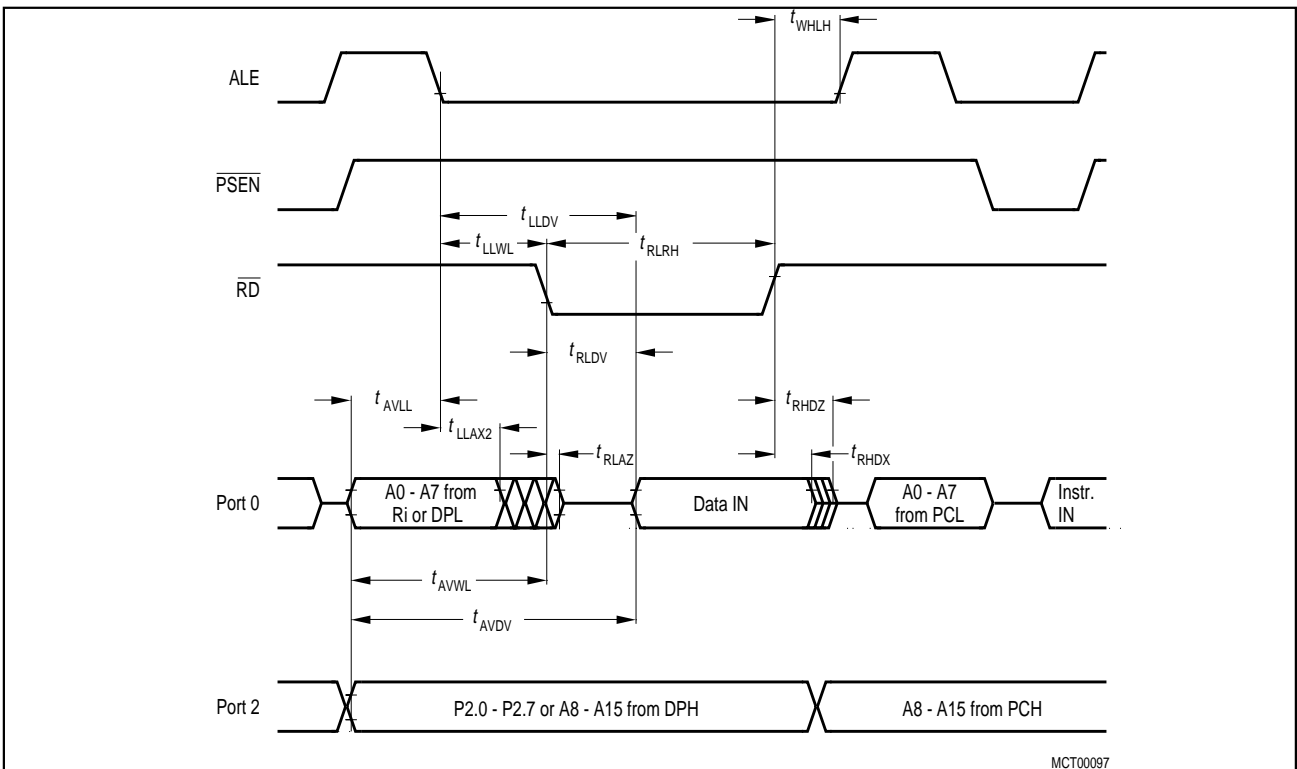 t WHLH
ALE
PSEN
t LLDV
t LLWL
t RLRH
RD
t RLDV
t AVLL
t RHDZ
t LLAX2
t RLAZ
t RHDX
Port 0
A0 - A7 from
Ri or DPL
Data IN
A0 - A7
from PCL
Instr.
IN
t AVWL
t AVDV
Port 2
P2.0 - P2.7 or A8 - A15 from DPH
A8 - A15 from PCH
MCT00097